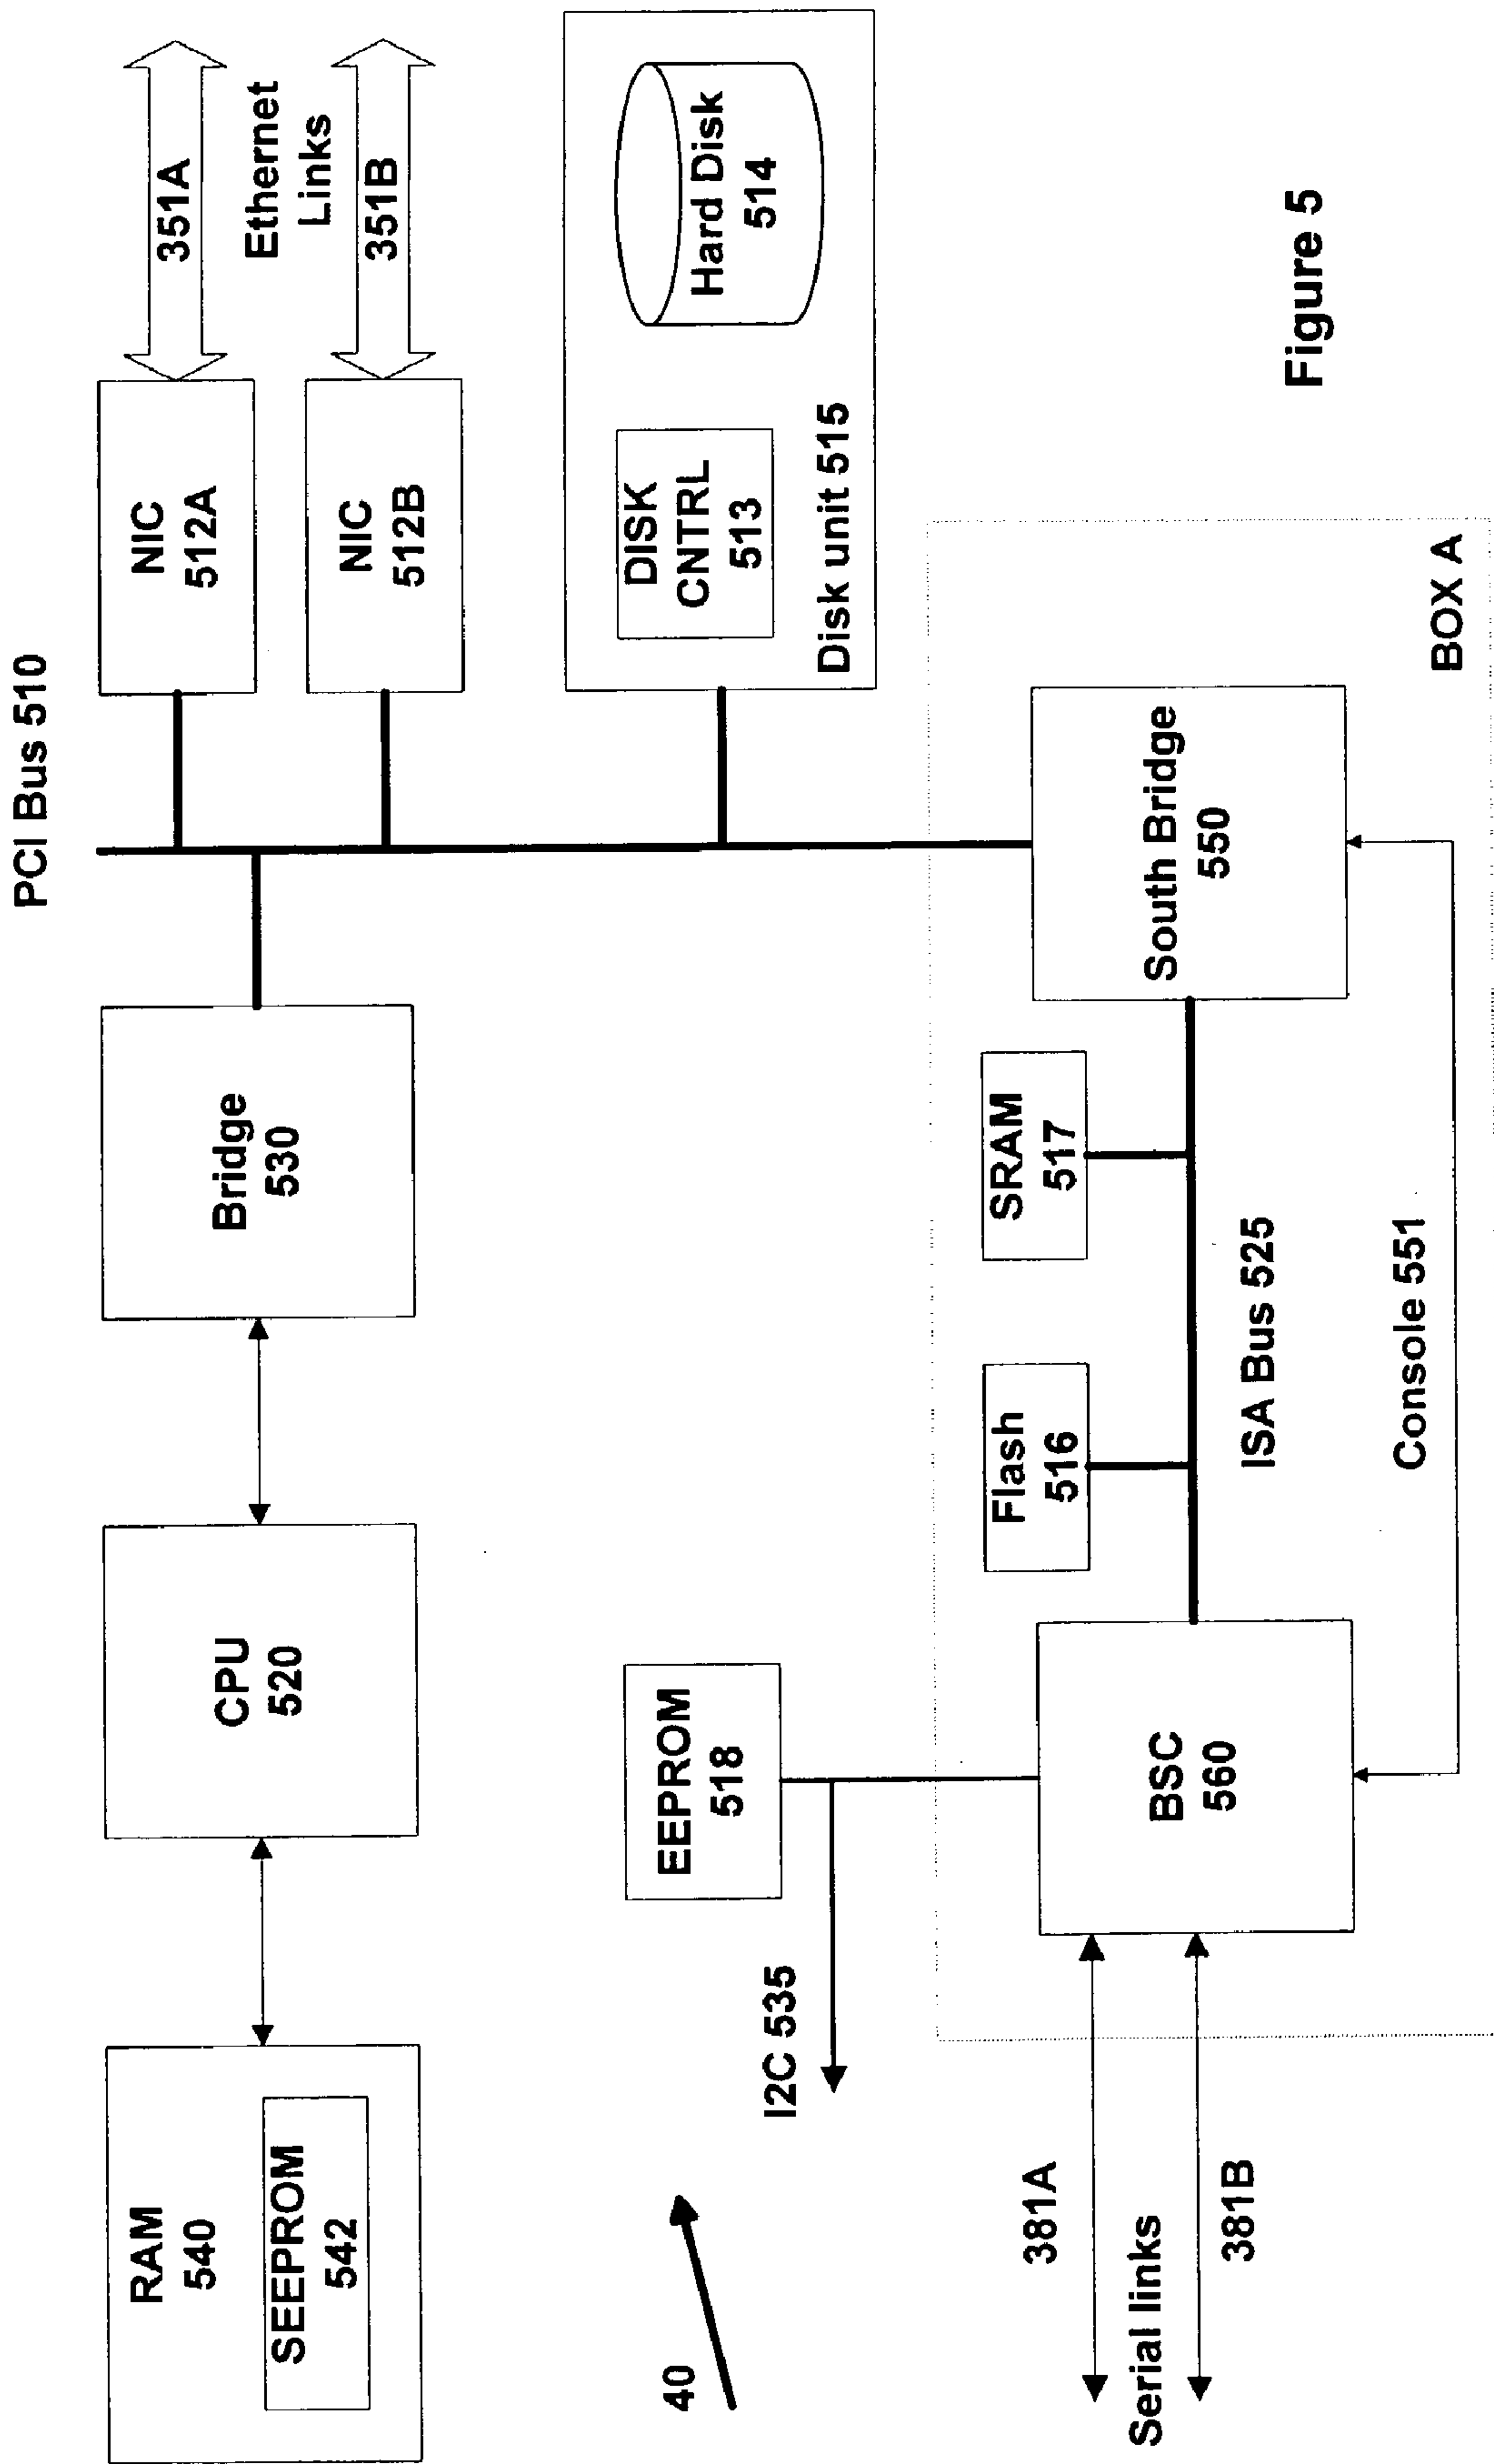 PCI Bus 510
RAM
540
SEEPROM
542
CPU
520
Bridge
530
NIC
512A
351A
Ethernet
Links
NIC
512B
351B
40
I2C 535
EEPROM
518
DISK
CNTRL
513
Hard Disk
514
Disk unit 515
381A
Serial links
381B
BSC
560
Flash
516
SRAM
517
ISA Bus 525
South Bridge
550
Console 551
BOX A
Figure 5